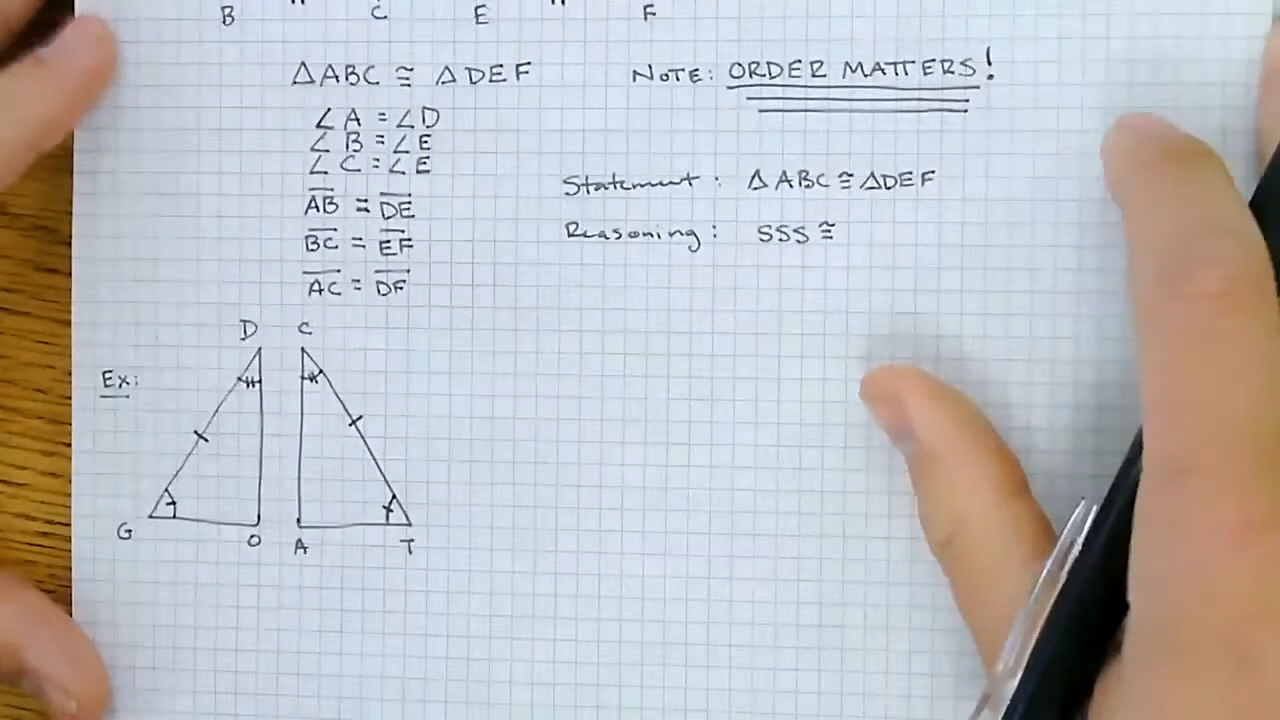 B C E F
△ABC ≅ △DEF
NOTE: ORDER MATTERS!
∠A = ∠D
∠B = ∠E
∠C = ∠E
AB = DE
BC = EF
AC = DF
Statement: △ABC ≅ △DEF
Reasoning: SSS ≅
D C
Ex:
G O A T